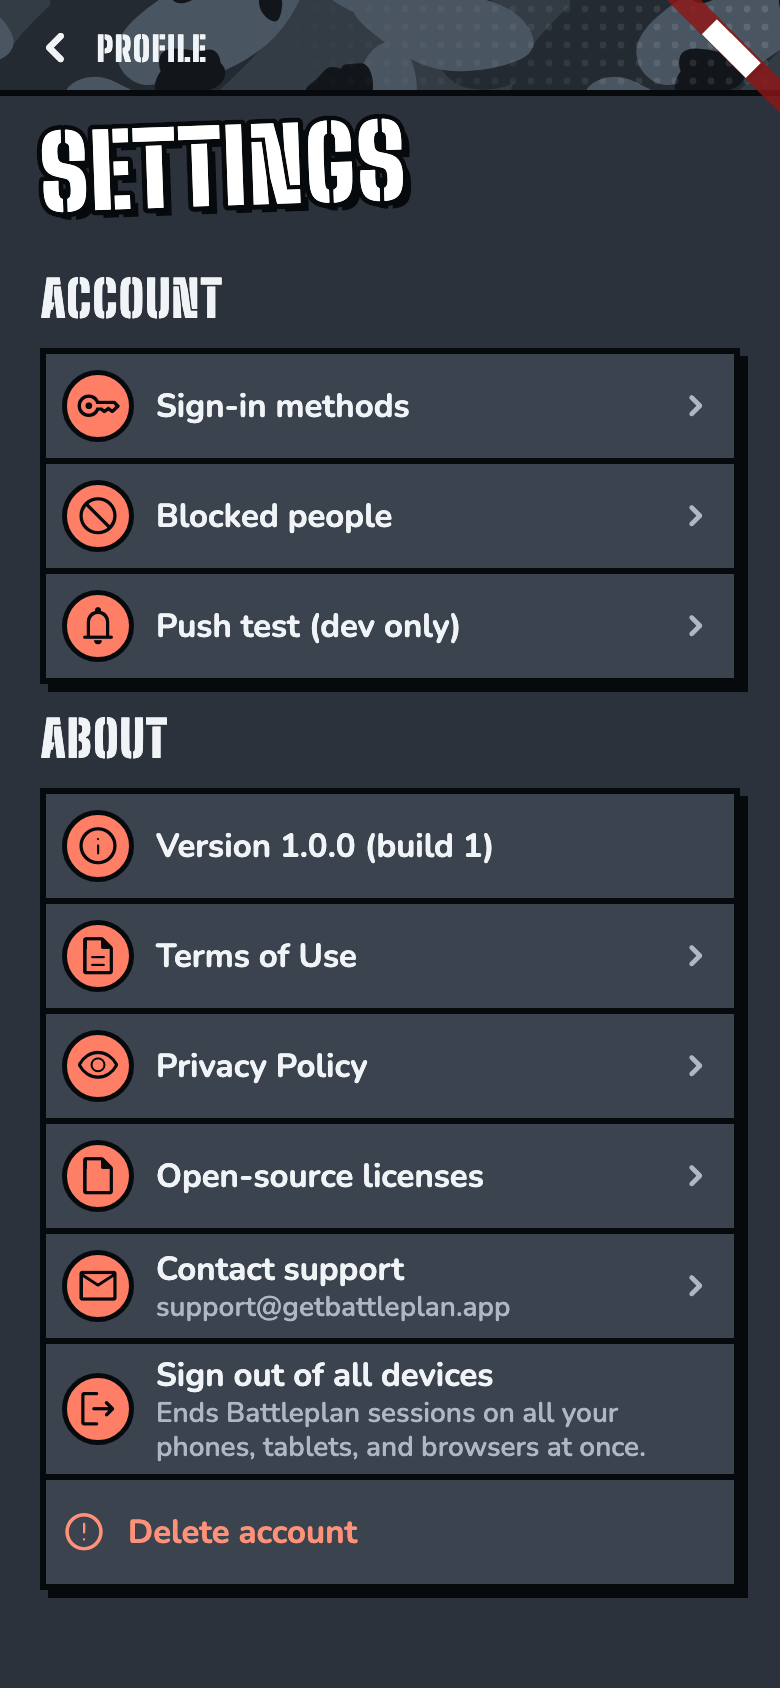 PROFILE
SETTINGS
ACCOUNT
Sign-in methods
Blocked people
Push test (dev only)
ABOUT
Version 1.0.0 (build 1)
Terms of Use
Privacy Policy
Open-source licenses
Contact support
support@getbattleplan.app
Sign out of all devices
Ends Battleplan sessions on all your
phones, tablets, and browsers at once.
Delete account